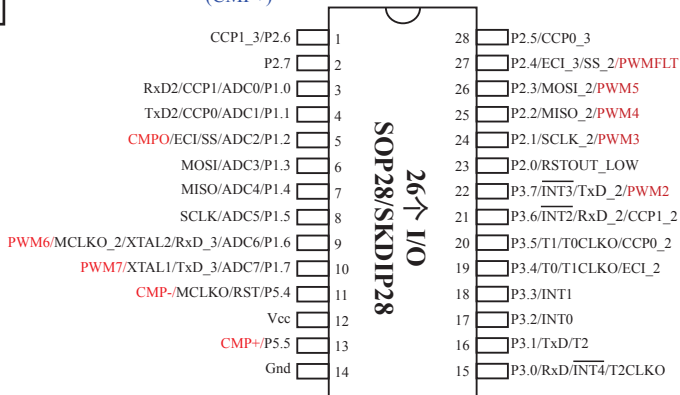 (CMP+)
CCP1_3/P2.6 1
P2.7 2
RxD2/CCP1/ADC0/P1.0 3
TxD2/CCP0/ADC1/P1.1 4
CMPO/ECI/SS/ADC2/P1.2 5
MOSI/ADC3/P1.3 6
MISO/ADC4/P1.4 7
SCLK/ADC5/P1.5 8
PWM6/MCLKO_2/XTAL2/RxD_3/ADC6/P1.6 9
PWM7/XTAL1/TxD_3/ADC7/P1.7 10
CMP-/MCLKO/RST/P5.4 11
Vcc 12
CMP+/P5.5 13
Gnd 14
26个 I/O
SOP28/SKDIP28
28 P2.5/CCP0_3
27 P2.4/ECI_3/SS_2/PWMFLT
26 P2.3/MOSI_2/PWM5
25 P2.2/MISO_2/PWM4
24 P2.1/SCLK_2/PWM3
23 P2.0/RSTOUT_LOW
22 P3.7/INT3/TxD_2/PWM2
21 P3.6/INT2/RxD_2/CCP1_2
20 P3.5/T1/T0CLKO/CCP0_2
19 P3.4/T0/T1CLKO/ECI_2
18 P3.3/INT1
17 P3.2/INT0
16 P3.1/TxD/T2
15 P3.0/RxD/INT4/T2CLKO